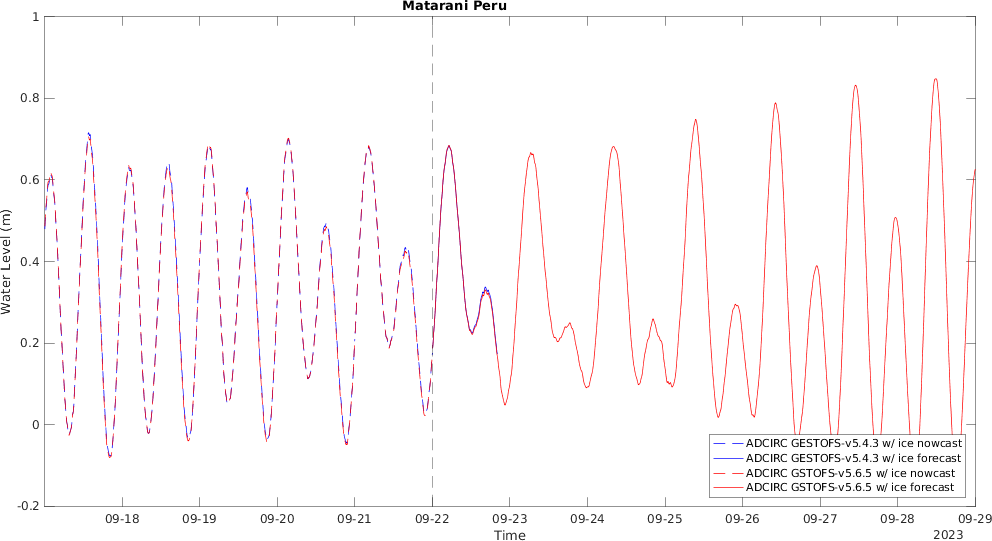 Matarani Peru
1
0.8
0.6
0.4
0.2
0
-0.2
Water Level (m)
09-18 09-19 09-20 09-21 09-22 09-23 09-24 09-25 09-26 09-27 09-28 09-29
Time
2023
ADCIRC GESTOFS-v5.4.3 w/ ice nowcast
ADCIRC GESTOFS-v5.4.3 w/ ice forecast
ADCIRC GSTOFS-v5.6.5 w/ ice nowcast
ADCIRC GSTOFS-v5.6.5 w/ ice forecast